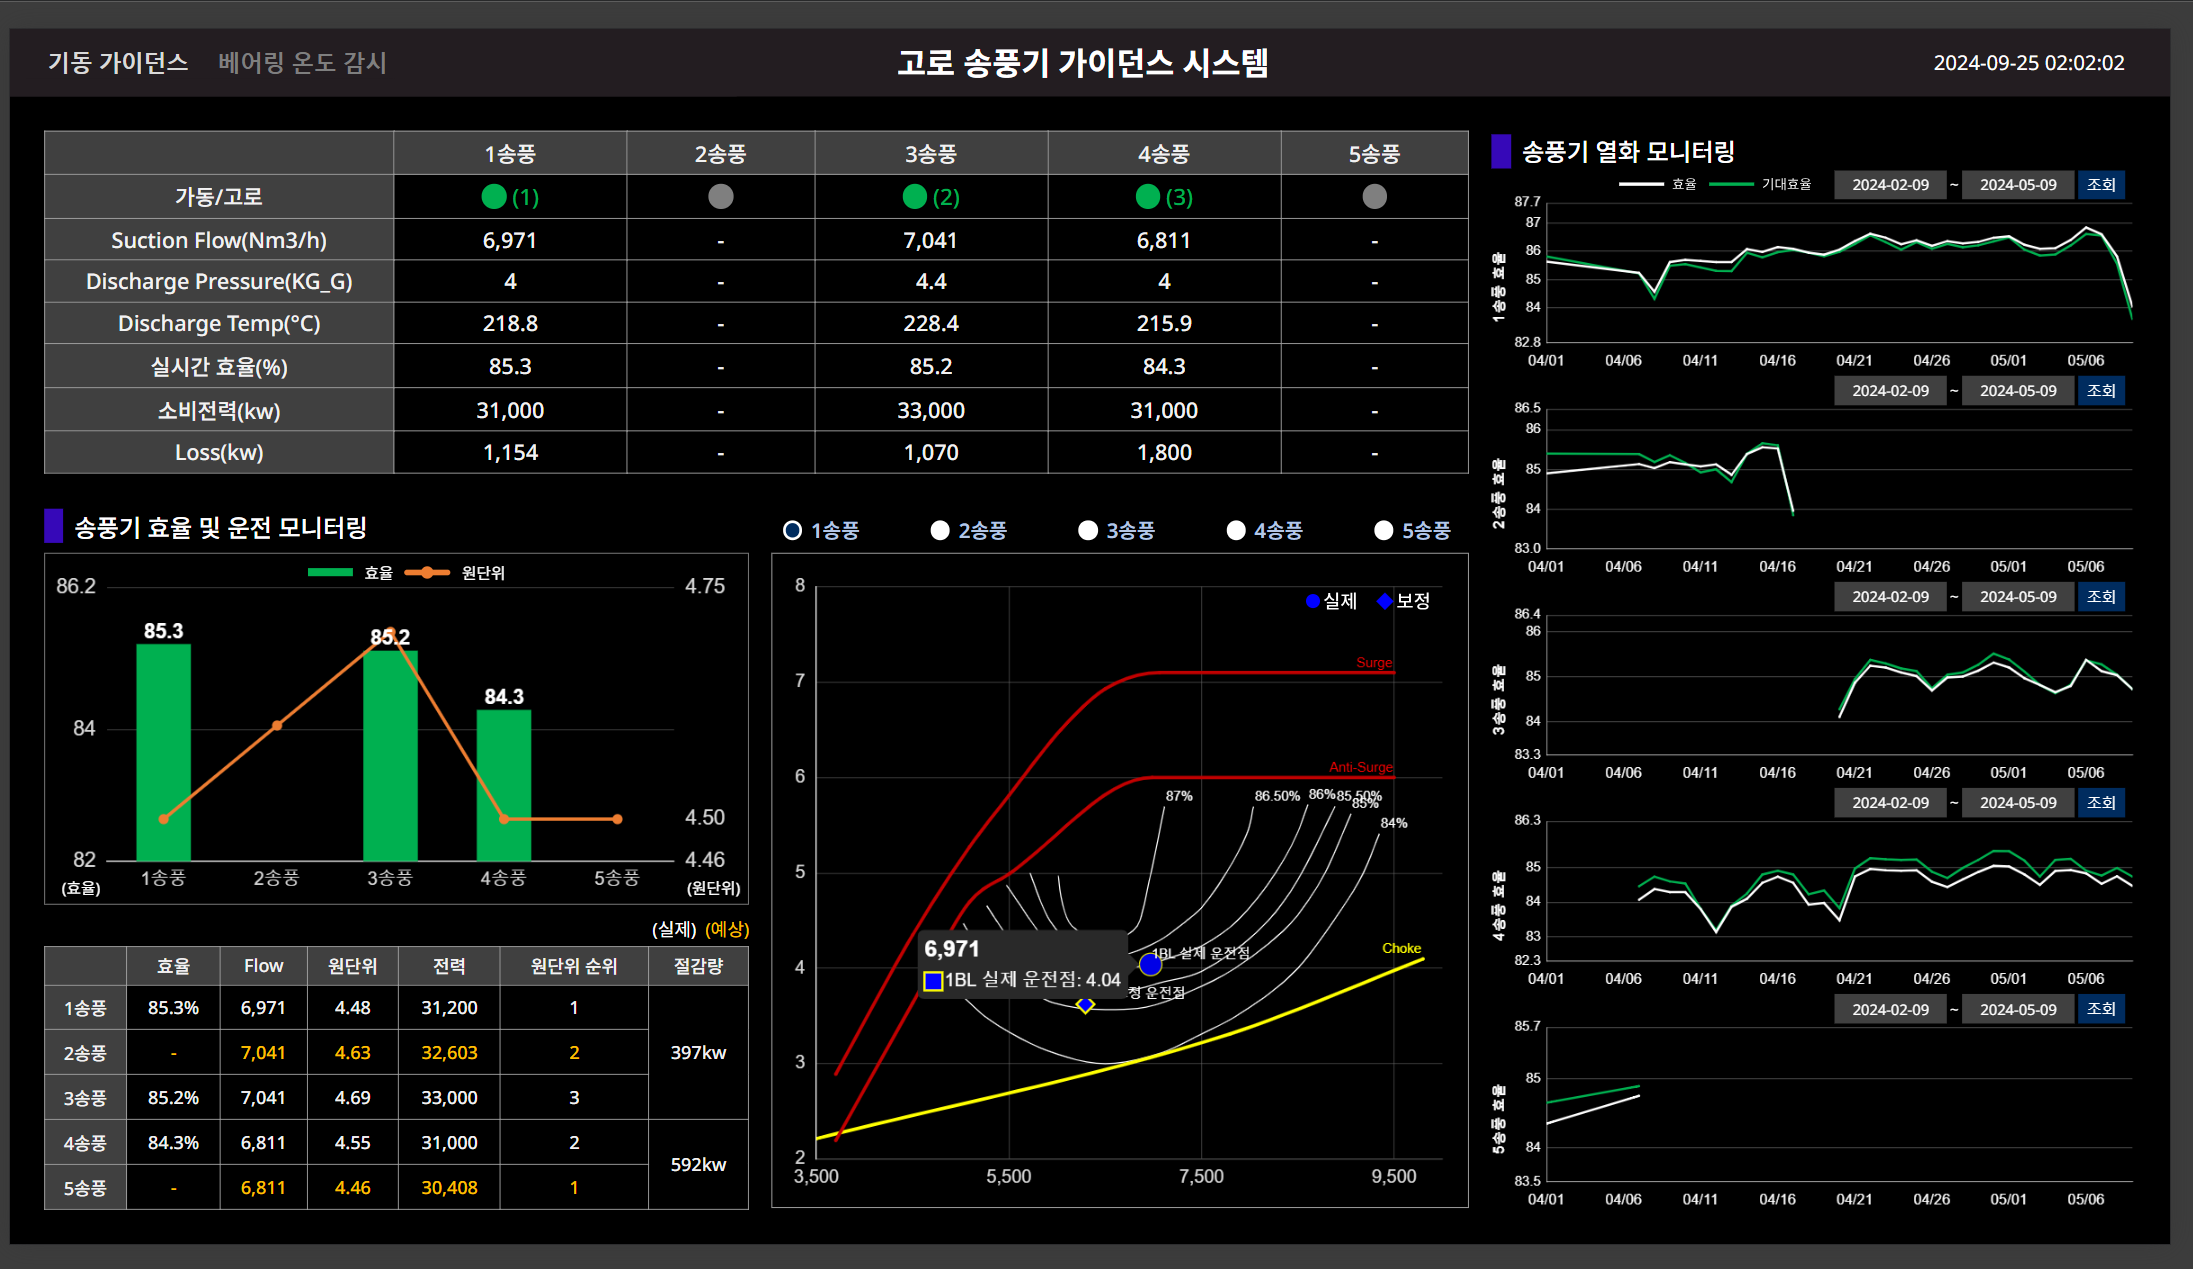 기동 가이던스 베어링 온도 감시 고로 송풍기 가이던스 시스템 2024-09-25 02:02:02
1송풍 2송풍 3송풍 4송풍 5송풍
가동/고로 (1) (2) (3)
Suction Flow(Nm3/h) 6,971 - 7,041 6,811 -
Discharge Pressure(KG_G) 4 - 4.4 4 -
Discharge Temp(°C) 218.8 - 228.4 215.9 -
실시간 효율(%) 85.3 - 85.2 84.3 -
소비전력(kw) 31,000 - 33,000 31,000 -
Loss(kw) 1,154 - 1,070 1,800 -
송풍기 효율 및 운전 모니터링
효율 원단위
86.2 4.75
85.3 85.2
84.3
84
4.50
82 4.46
(효율) 1송풍 2송풍 3송풍 4송풍 5송풍 (원단위)
(실제) (예상)
효율 Flow 원단위 전력 원단위 순위 절감량
1송풍 85.3% 6,971 4.48 31,200 1
2송풍 - 7,041 4.63 32,603 2 397kw
3송풍 85.2% 7,041 4.69 33,000 3
4송풍 84.3% 6,811 4.55 31,000 2
592kw
5송풍 - 6,811 4.46 30,408 1
1송풍 2송풍 3송풍 4송풍 5송풍
8
실제 보정
Surge
7
Anti-Surge
6
87% 86.50% 86% 85.50%
85%
84%
5
Choke
6,971
1BL 실제 운전점
4
1BL 실제 운전점: 4.04
정 운전점
3
2
3,500 5,500 7,500 9,500
송풍기 열화 모니터링
효율 기대효율 2024-02-09 ~ 2024-05-09 조회
1송풍 효율
87.7
87
86
85
84
82.8
04/01 04/06 04/11 04/16 04/21 04/26 05/01 05/06
2024-02-09 ~ 2024-05-09 조회
2송풍 효율
86.5
86
85
84
83.0
04/01 04/06 04/11 04/16 04/21 04/26 05/01 05/06
2024-02-09 ~ 2024-05-09 조회
3송풍 효율
86.4
86
85
84
83.3
04/01 04/06 04/11 04/16 04/21 04/26 05/01 05/06
2024-02-09 ~ 2024-05-09 조회
4송풍 효율
86.3
85
84
83
82.3
04/01 04/06 04/11 04/16 04/21 04/26 05/01 05/06
2024-02-09 ~ 2024-05-09 조회
5송풍 효율
85.7
85
84
83.5
04/01 04/06 04/11 04/16 04/21 04/26 05/01 05/06